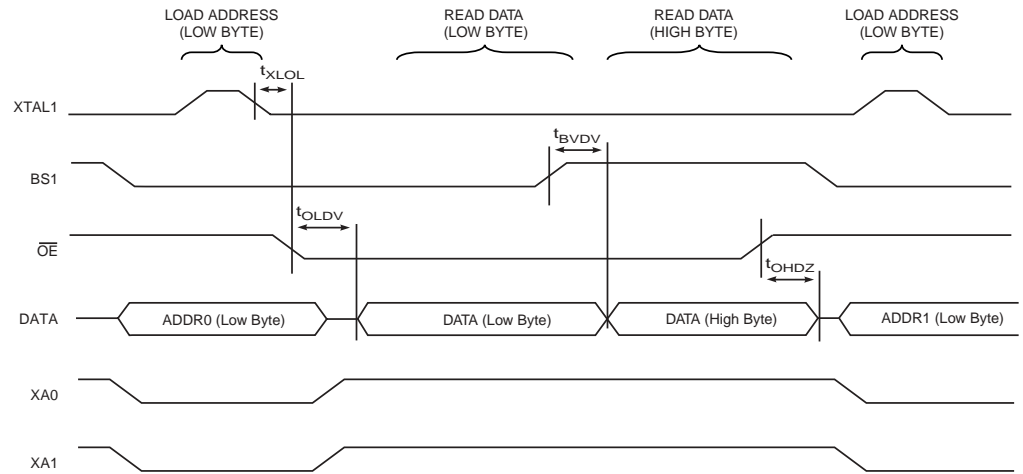 LOAD ADDRESS
(LOW BYTE)
READ DATA
(LOW BYTE)
READ DATA
(HIGH BYTE)
LOAD ADDRESS
(LOW BYTE)
tXLOL
XTAL1
tBVDV
BS1
tOLDV
OE
tOHDZ
DATA
ADDR0 (Low Byte)
DATA (Low Byte)
DATA (High Byte)
ADDR1 (Low Byte)
XA0
XA1